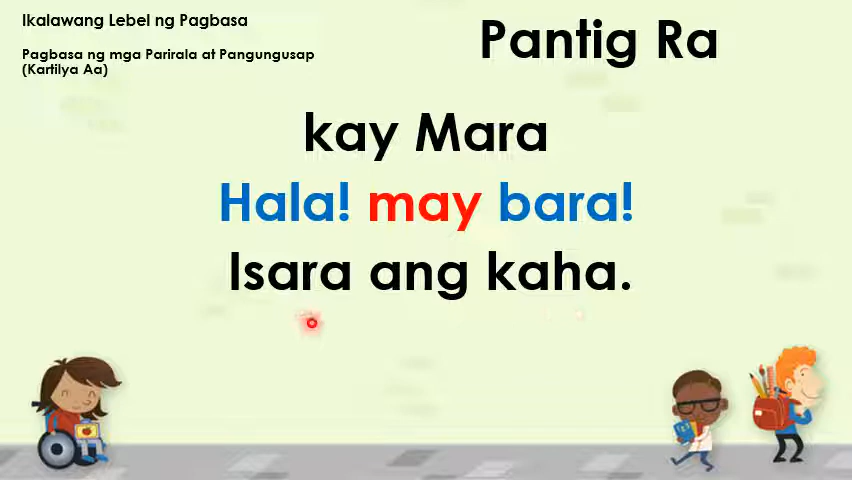 Ikalawang Lebel ng Pagbasa
Pantig Ra
Pagbasa ng mga Parirala at Pangungusap
(Kartilya Aa)
kay Mara
Hala! may bara!
Isara ang kaha.